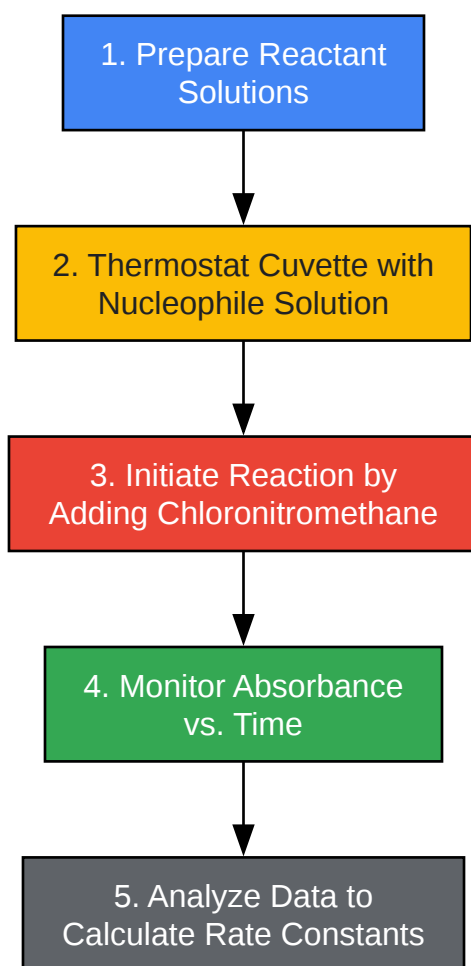 1. Prepare Reactant
Solutions
2. Thermostat Cuvette with
Nucleophile Solution
3. Initiate Reaction by
Adding Chloronitromethane
4. Monitor Absorbance
vs. Time
5. Analyze Data to
Calculate Rate Constants